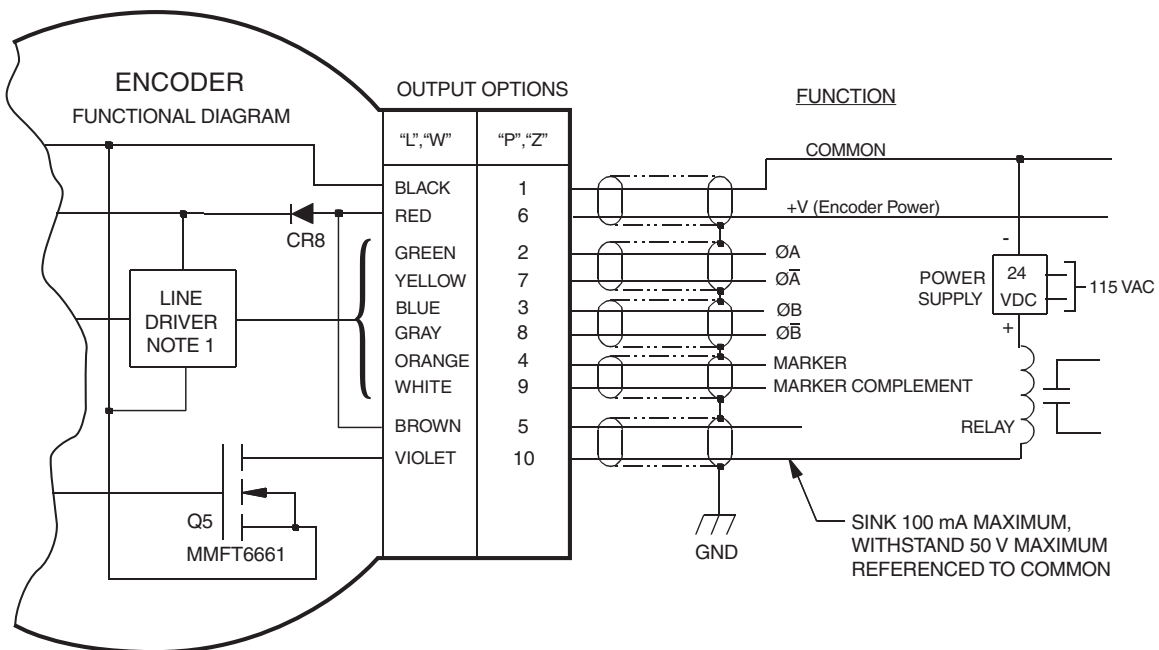 ENCODER
FUNCTIONAL DIAGRAM
OUTPUT OPTIONS
FUNCTION
“L”,“W”
“P”,“Z”
BLACK 1
RED 6
GREEN 2
YELLOW 7
BLUE 3
GRAY 8
ORANGE 4
WHITE 9
BROWN 5
VIOLET 10
CR8
LINE
DRIVER
NOTE 1
Q5
MMFT6661
COMMON
+V (Encoder Power)
ØA
ØA̅
ØB
ØB̅
MARKER
MARKER COMPLEMENT
GND
-
POWER
SUPPLY
24
VDC
115 VAC
+
RELAY
SINK 100 mA MAXIMUM,
WITHSTAND 50 V MAXIMUM
REFERENCED TO COMMON